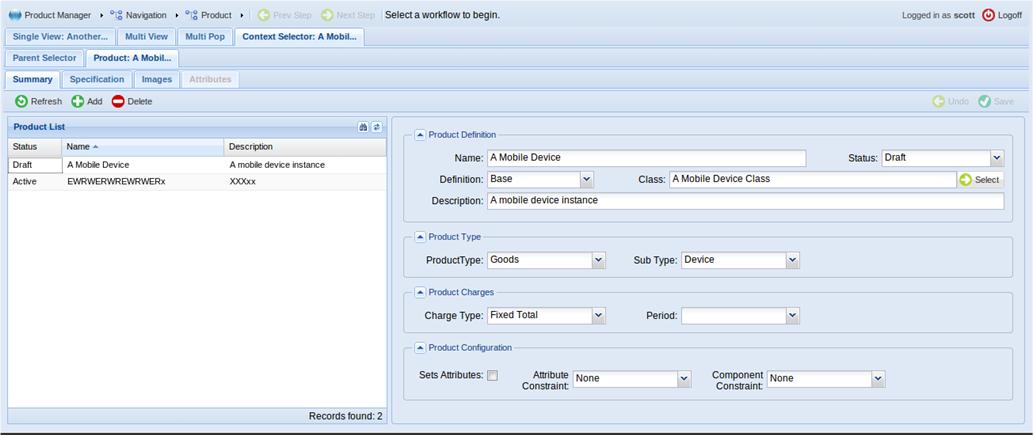 Product Manager Navigation Product Prev Step Next Step Select a workflow to begin. Logged in as scott Logoff
Single View: Another... Multi View Multi Pop Context Selector: A Mobil...
Parent Selector Product: A Mobil...
Summary Specification Images Attributes
Refresh Add Delete Undo Save
Product List
Status Name Description
Draft A Mobile Device A mobile device instance
Active EWRWERWREWRWERx XXXxx
Records found: 2
Product Definition
Name: A Mobile Device Status: Draft
Definition: Base Class: A Mobile Device Class Select
Description: A mobile device instance
Product Type
ProductType: Goods Sub Type: Device
Product Charges
Charge Type: Fixed Total Period:
Product Configuration
Sets Attributes: Attribute Constraint: None Component Constraint: None